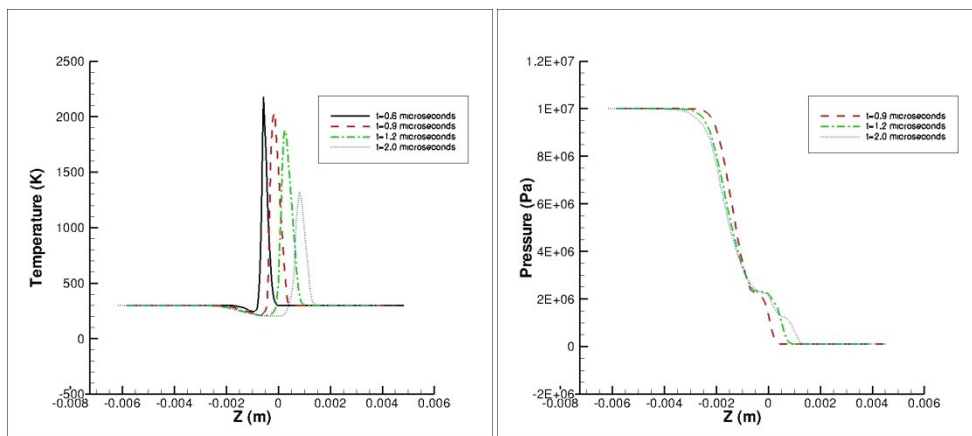 2500
2000
1500
1000
500
0
-500
Temperature (K)
t=0.6 microseconds
t=0.9 microseconds
t=1.2 microseconds
t=2.0 microseconds
-0.008 -0.006 -0.004 -0.002 0 0.002 0.004 0.006
Z (m)
1.2E+07
1E+07
8E+06
6E+06
4E+06
2E+06
0
-2E+06
Pressure (Pa)
t=0.9 microseconds
t=1.2 microseconds
t=2.0 microseconds
-0.008 -0.006 -0.004 -0.002 0 0.002 0.004 0.006
Z (m)